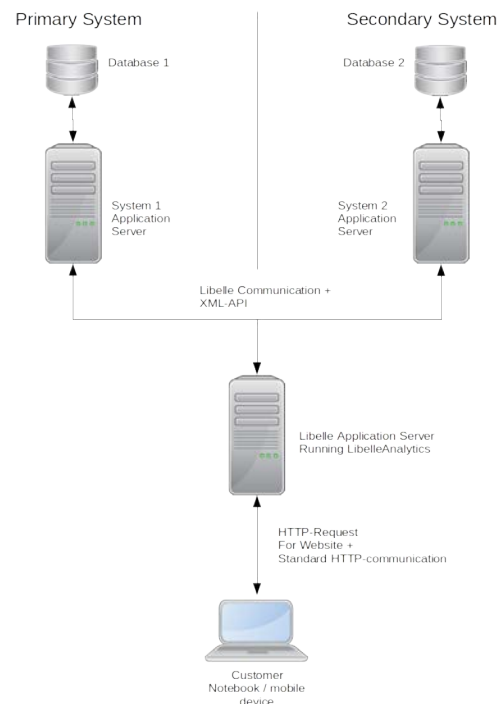 Primary System
Secondary System
Database 1
Database 2
System 1
Application
Server
System 2
Application
Server
Libelle Communication +
XML-API
Libelle Application Server
Running LibelleAnalytics
HTTP-Request
For Website +
Standard HTTP-communication
Customer
Notebook / mobile
device